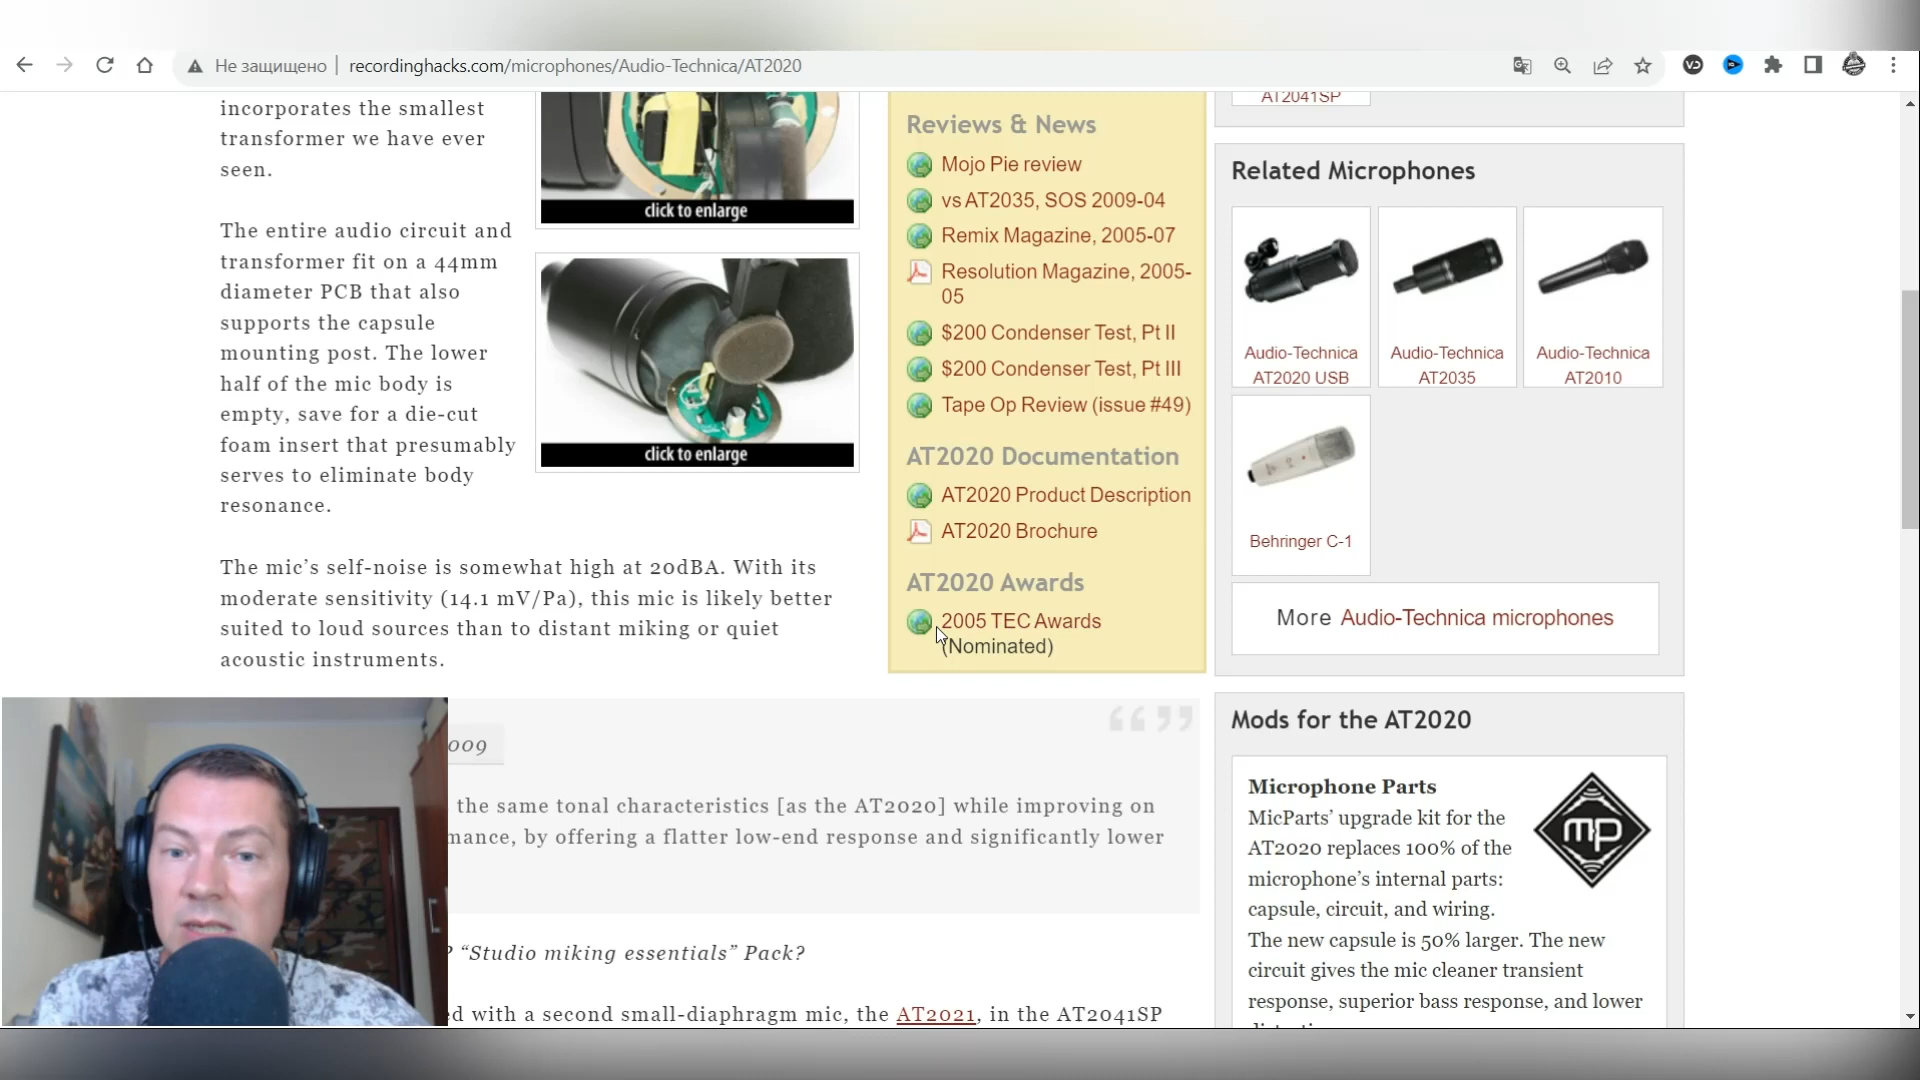 Не защищено
recordinghacks.com/microphones/Audio-Technica/AT2020
incorporates the smallest
transformer we have ever
seen.
The entire audio circuit and
transformer fit on a 44mm
diameter PCB that also
supports the capsule
mounting post. The lower
half of the mic body is
empty, save for a die-cut
foam insert that presumably
serves to eliminate body
resonance.
click to enlarge
click to enlarge
The mic’s self-noise is somewhat high at 20dBA. With its
moderate sensitivity (14.1 mV/Pa), this mic is likely better
suited to loud sources than to distant miking or quiet
acoustic instruments.
009
the same tonal characteristics [as the AT2020] while improving on
mance, by offering a flatter low-end response and significantly lower
“Studio miking essentials” Pack?
ed with a second small-diaphragm mic, the AT2021, in the AT2041SP
Reviews & News
Mojo Pie review
vs AT2035, SOS 2009-04
Remix Magazine, 2005-07
Resolution Magazine, 2005-
05
$200 Condenser Test, Pt II
$200 Condenser Test, Pt III
Tape Op Review (issue #49)
AT2020 Documentation
AT2020 Product Description
AT2020 Brochure
AT2020 Awards
2005 TEC Awards
(Nominated)
AT2041SP
Related Microphones
Audio-Technica
AT2020 USB
Audio-Technica
AT2035
Audio-Technica
AT2010
Behringer C-1
More Audio-Technica microphones
Mods for the AT2020
Microphone Parts
MicParts’ upgrade kit for the
AT2020 replaces 100% of the
microphone’s internal parts:
capsule, circuit, and wiring.
The new capsule is 50% larger. The new
circuit gives the mic cleaner transient
response, superior bass response, and lower
mp